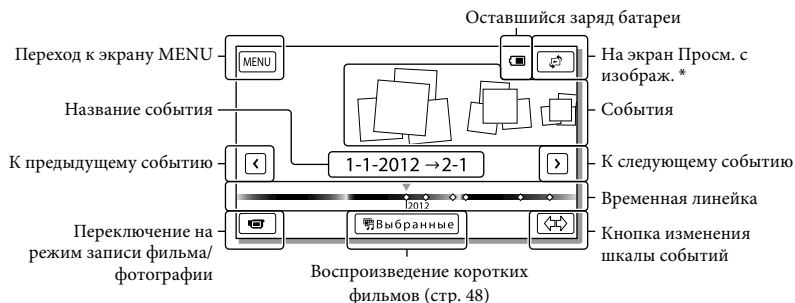 Оставшийся заряд батареи
Переход к экрану MENU
MENU
На экран Просм. с
изображ. *
Название события
События
К предыдущему событию
1-1-2012 →2-1
К следующему событию
2012
Временная линейка
Переключение на
режим записи фильма/
фотографии
Выбранные
Кнопка изменения
шкалы событий
Воспроизведение коротких
фильмов (стр. 48)